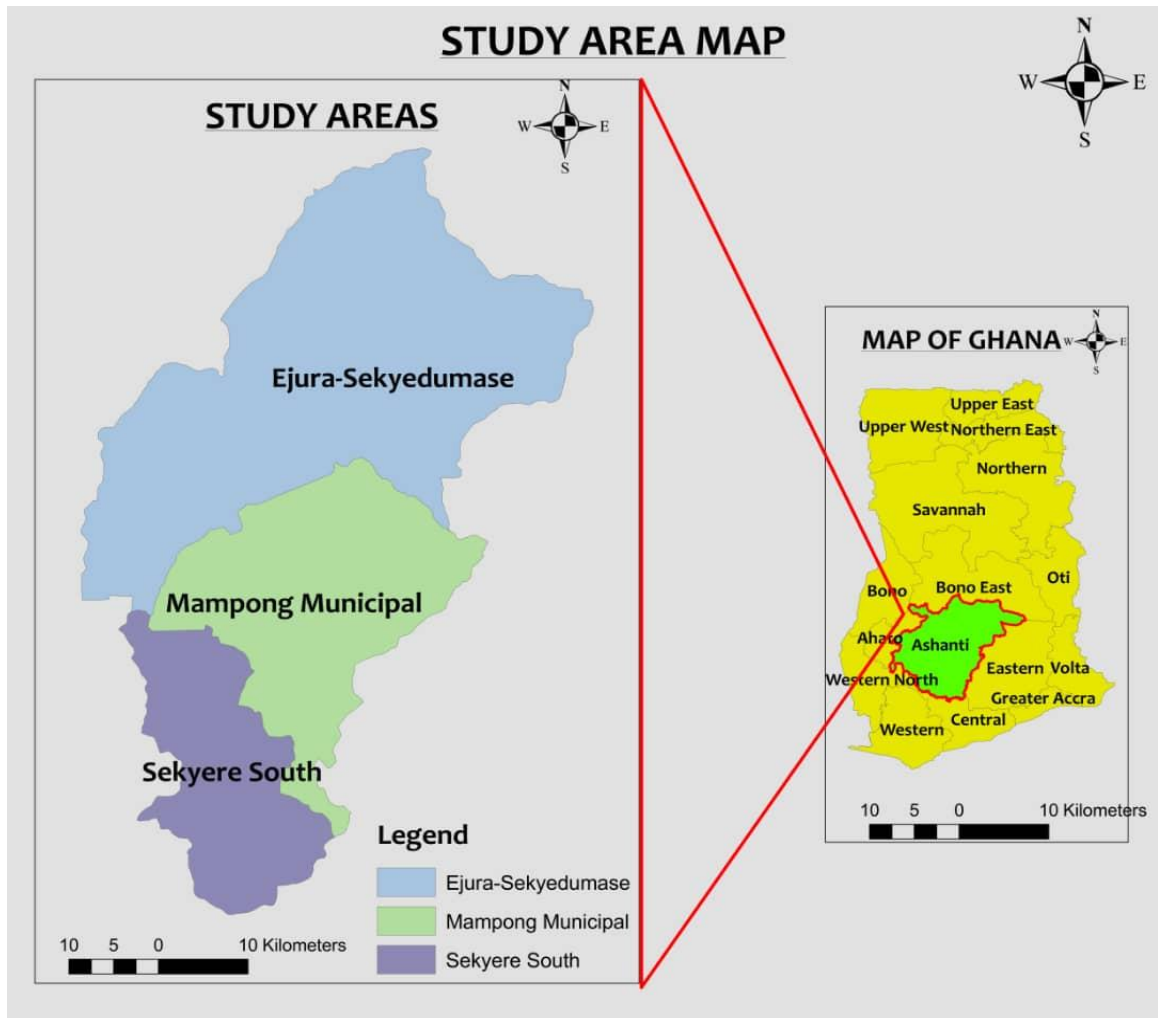 STUDY AREA MAP
N
W E
S
STUDY AREAS
N
W E
S
Ejura-Sekyedumase
Mampong Municipal
Sekyere South
Legend
Ejura-Sekyedumase
Mampong Municipal
Sekyere South
10 5 0 10 Kilometers
MAP OF GHANA
N
W E
S
Upper East
Upper West
Northern East
Northern
Savannah
Oti
Bono
Bono East
Ahafo
Ashanti
Eastern
Volta
Western North
Greater Accra
Central
Western
10 5 0 10 Kilometers